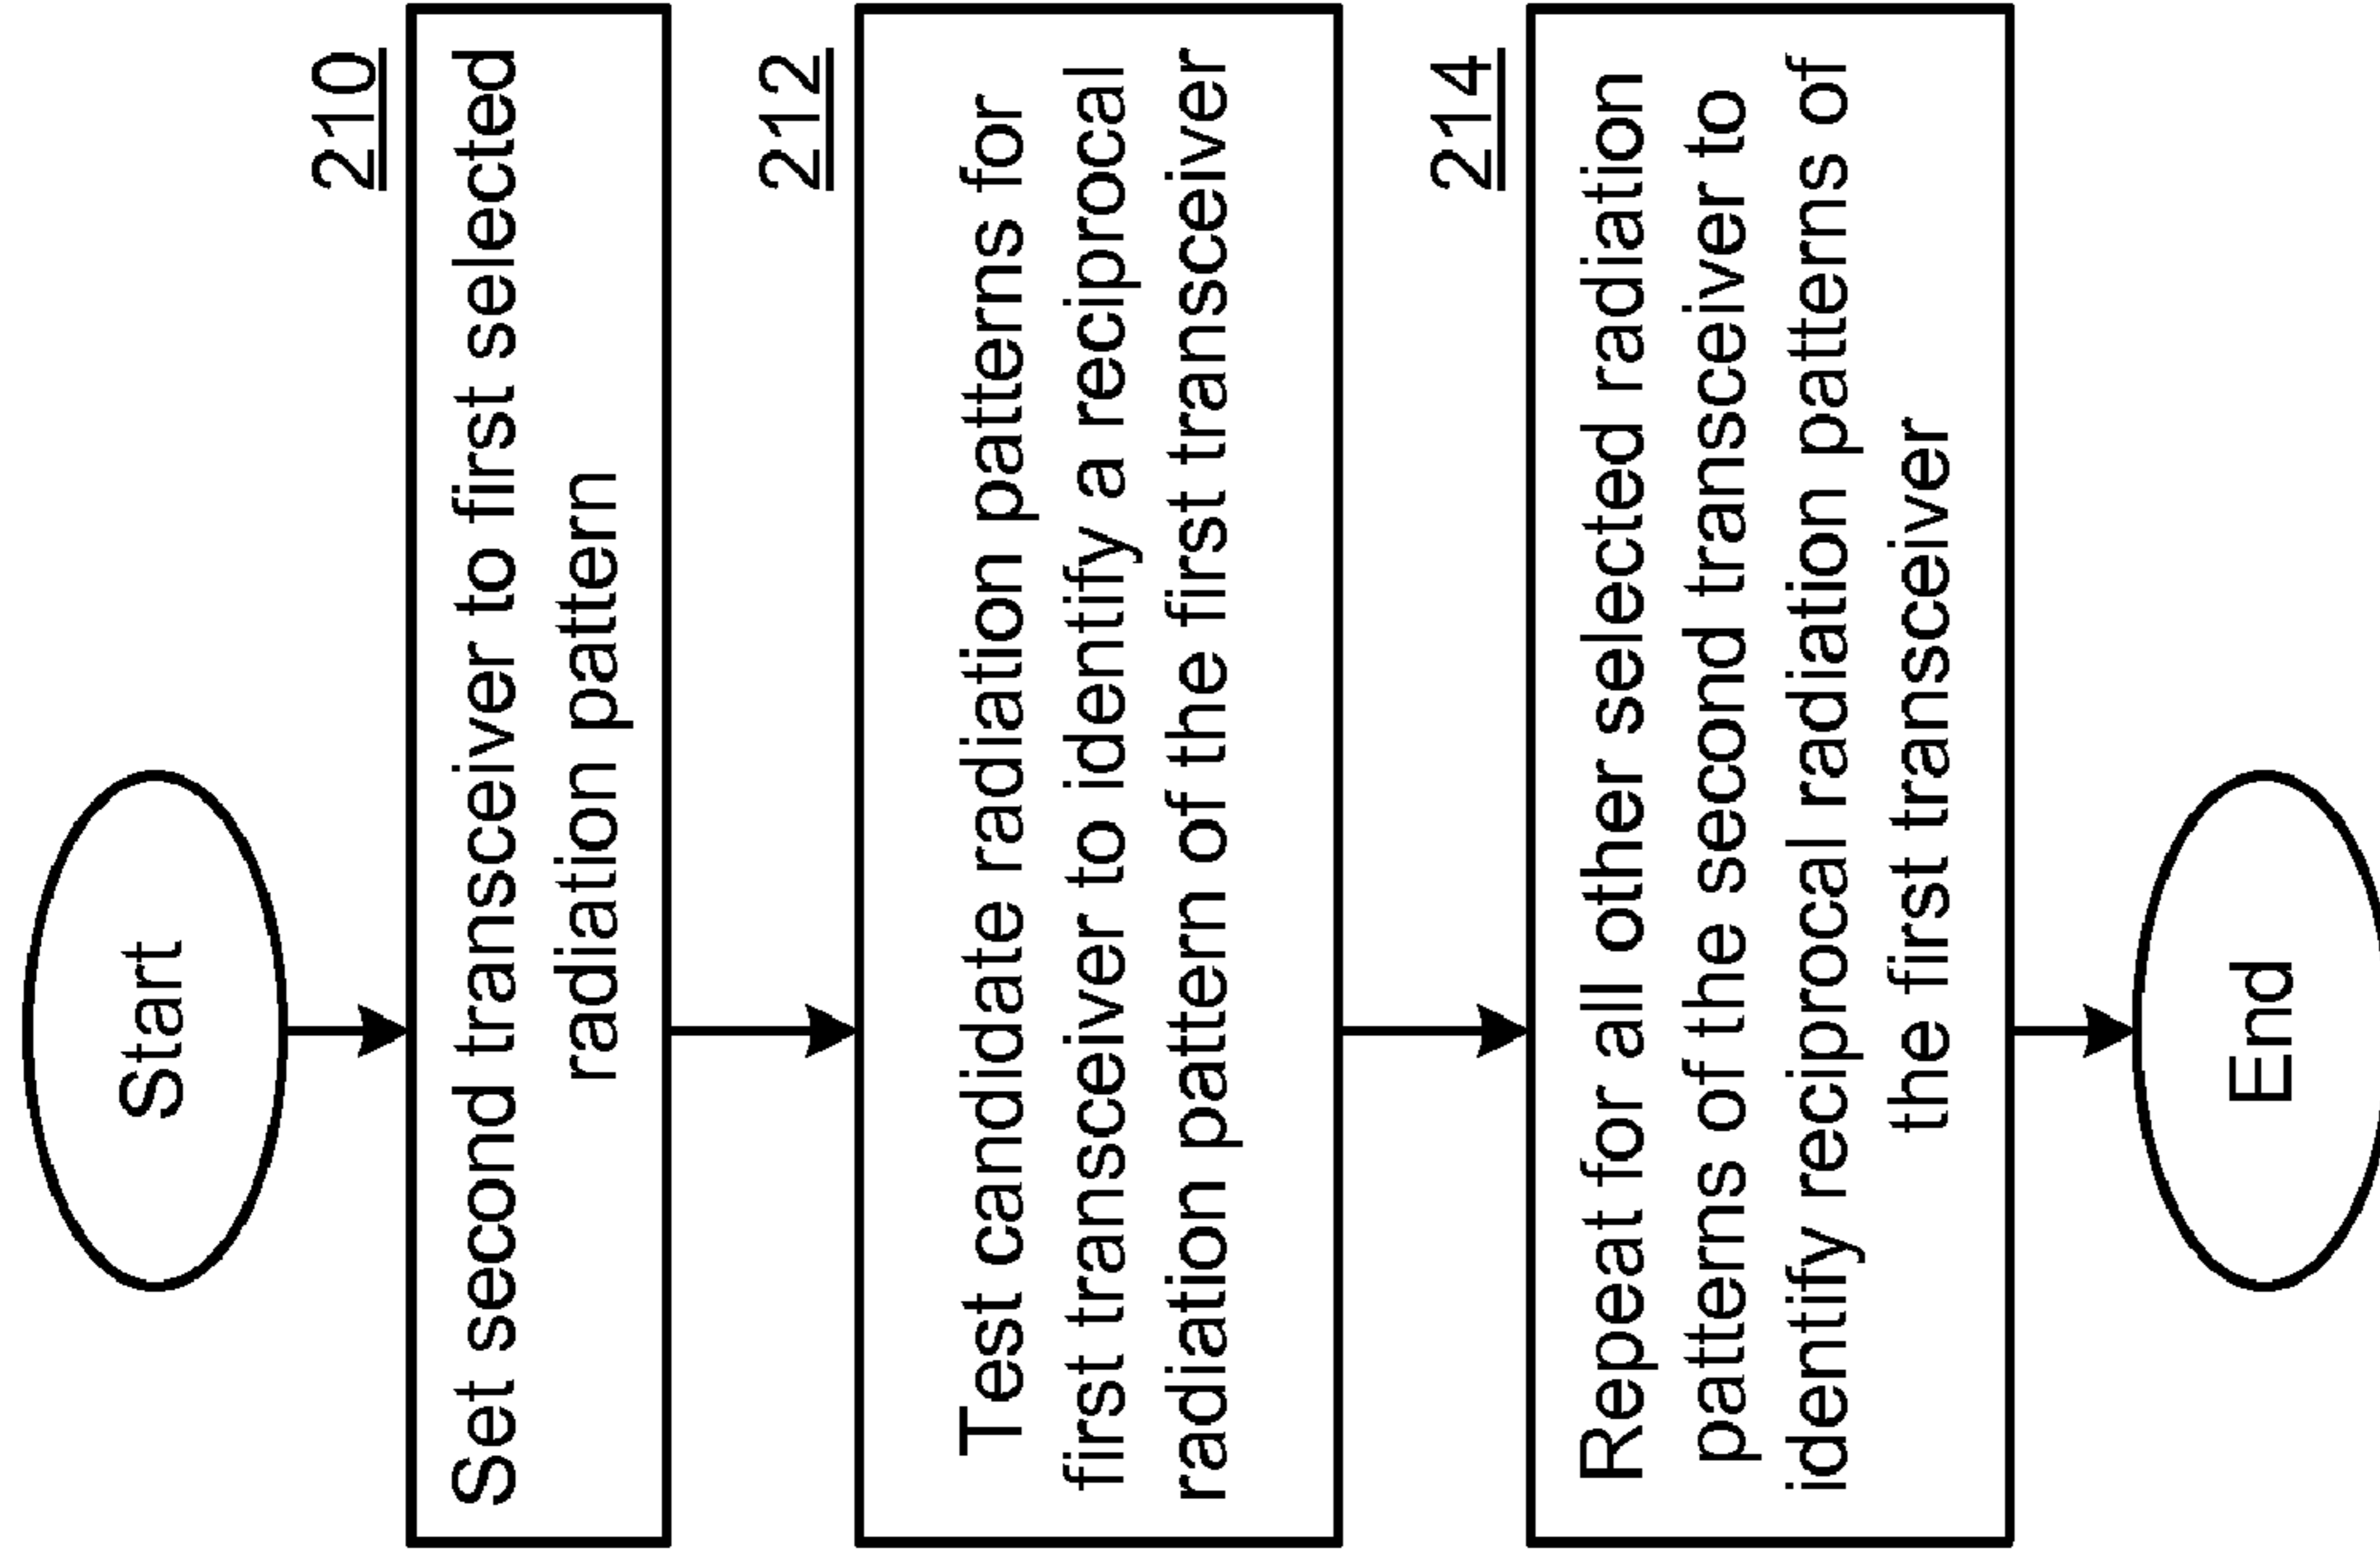 Start
210
Set second transceiver to first selected
radiation pattern
212
Test candidate radiation patterns for
first transceiver to identify a reciprocal
radiation pattern of the first transceiver
214
Repeat for all other selected radiation
patterns of the second transceiver to
identify reciprocal radiation patterns of
the first transceiver
End